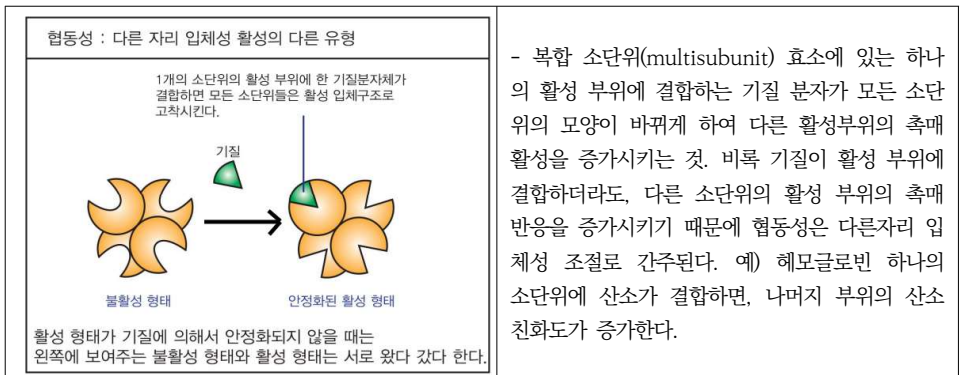 협동성 : 다른 자리 입체성 활성의 다른 유형
1개의 소단위의 활성 부위에 한 기질분자체가
결합하면 모든 소단위들은 활성 입체구조로
고착시킨다.
기질
불활성 형태
안정화된 활성 형태
활성 형태가 기질에 의해서 안정화되지 않을 때는
왼쪽에 보여주는 불활성 형태와 활성 형태는 서로 왔다 갔다 한다.
- 복합 소단위(multisubunit) 효소에 있는 하나
의 활성 부위에 결합하는 기질 분자가 모든 소단
위의 모양이 바뀌게 하여 다른 활성부위의 촉매
활성을 증가시키는 것. 비록 기질이 활성 부위에
결합하더라도, 다른 소단위의 활성 부위의 촉매
반응을 증가시키기 때문에 협동성은 다른자리 입
체성 조절로 간주된다. 예) 헤모글로빈 하나의
소단위에 산소가 결합하면, 나머지 부위의 산소
친화도가 증가한다.